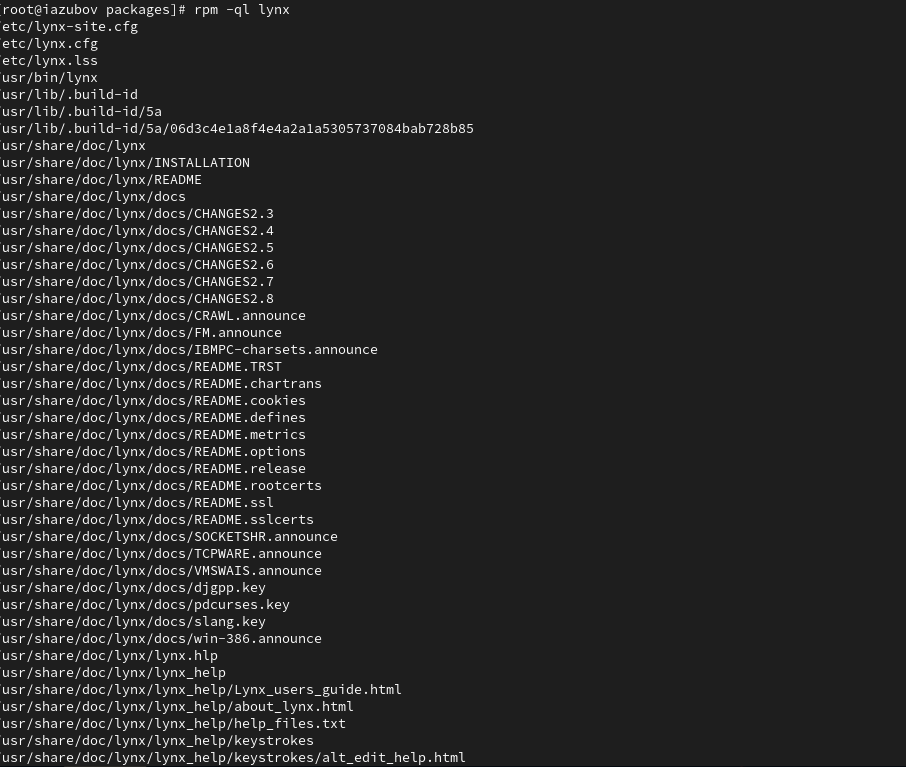 [root@iazubov packages]# rpm -ql lynx
/etc/lynx-site.cfg
/etc/lynx.cfg
/etc/lynx.lss
/usr/bin/lynx
/usr/lib/.build-id
/usr/lib/.build-id/5a
/usr/lib/.build-id/5a/06d3c4e1a8f4e4a2a1a5305737084bab728b85
/usr/share/doc/lynx
/usr/share/doc/lynx/INSTALLATION
/usr/share/doc/lynx/README
/usr/share/doc/lynx/docs
/usr/share/doc/lynx/docs/CHANGES2.3
/usr/share/doc/lynx/docs/CHANGES2.4
/usr/share/doc/lynx/docs/CHANGES2.5
/usr/share/doc/lynx/docs/CHANGES2.6
/usr/share/doc/lynx/docs/CHANGES2.7
/usr/share/doc/lynx/docs/CHANGES2.8
/usr/share/doc/lynx/docs/CRAWL.announce
/usr/share/doc/lynx/docs/FM.announce
/usr/share/doc/lynx/docs/IBMPC-charsets.announce
/usr/share/doc/lynx/docs/README.TRST
/usr/share/doc/lynx/docs/README.chartrans
/usr/share/doc/lynx/docs/README.cookies
/usr/share/doc/lynx/docs/README.defines
/usr/share/doc/lynx/docs/README.metrics
/usr/share/doc/lynx/docs/README.options
/usr/share/doc/lynx/docs/README.release
/usr/share/doc/lynx/docs/README.rootcerts
/usr/share/doc/lynx/docs/README.ssl
/usr/share/doc/lynx/docs/README.sslcerts
/usr/share/doc/lynx/docs/SOCKETSHR.announce
/usr/share/doc/lynx/docs/TCPWARE.announce
/usr/share/doc/lynx/docs/VMSWAIS.announce
/usr/share/doc/lynx/docs/djgpp.key
/usr/share/doc/lynx/docs/pdcurses.key
/usr/share/doc/lynx/docs/slang.key
/usr/share/doc/lynx/docs/win-386.announce
/usr/share/doc/lynx/lynx.hlp
/usr/share/doc/lynx/lynx_help
/usr/share/doc/lynx/lynx_help/Lynx_users_guide.html
/usr/share/doc/lynx/lynx_help/about_lynx.html
/usr/share/doc/lynx/lynx_help/help_files.txt
/usr/share/doc/lynx/lynx_help/keystrokes
/usr/share/doc/lynx/lynx_help/keystrokes/alt_edit_help.html